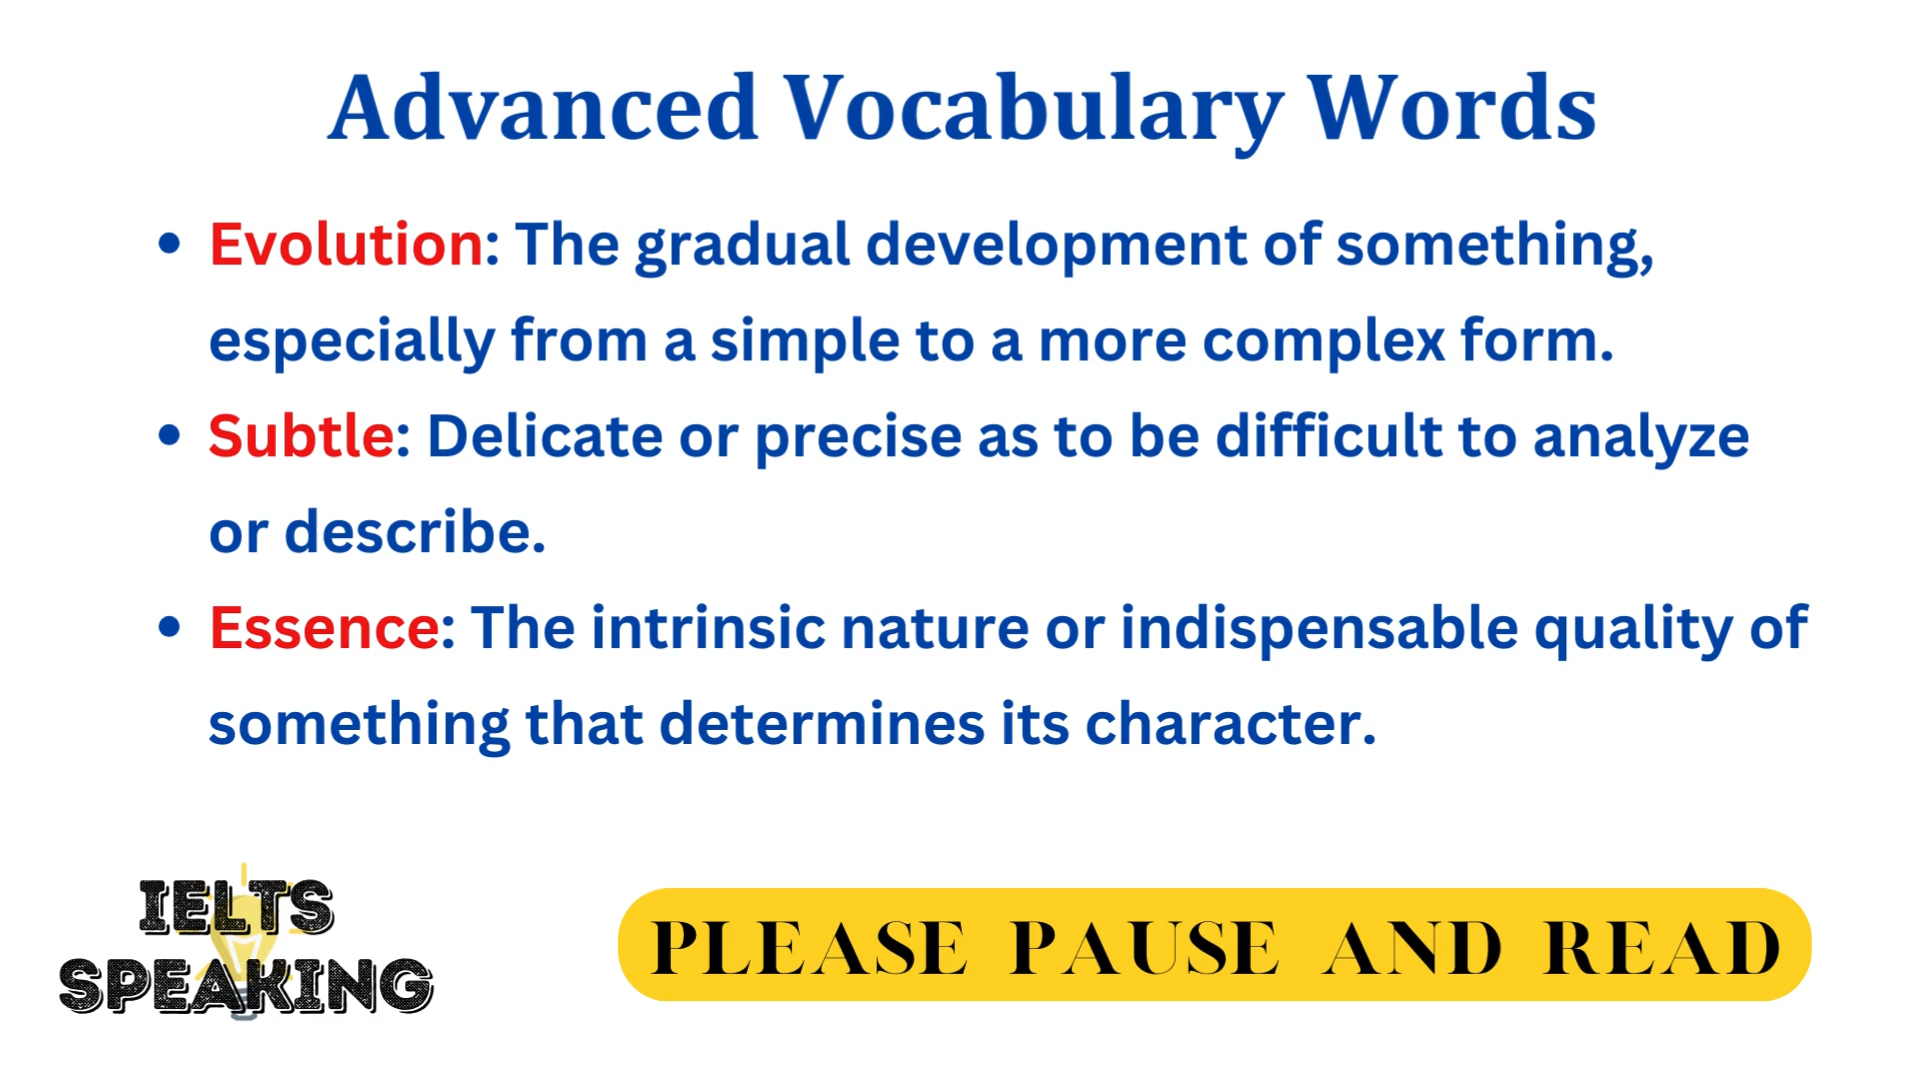 Advanced Vocabulary Words
• Evolution: The gradual development of something,
especially from a simple to a more complex form.
• Subtle: Delicate or precise as to be difficult to analyze
or describe.
• Essence: The intrinsic nature or indispensable quality of
something that determines its character.
IELTS
SPEAKING
PLEASE PAUSE AND READ